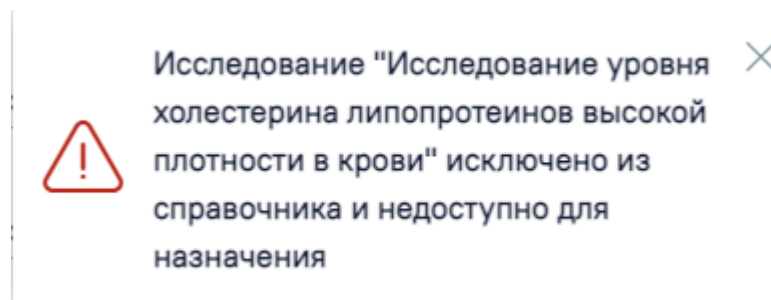 Исследование "Исследование уровня
холестерина липопротеинов высокой
плотности в крови" исключено из
справочника и недоступно для
назначения